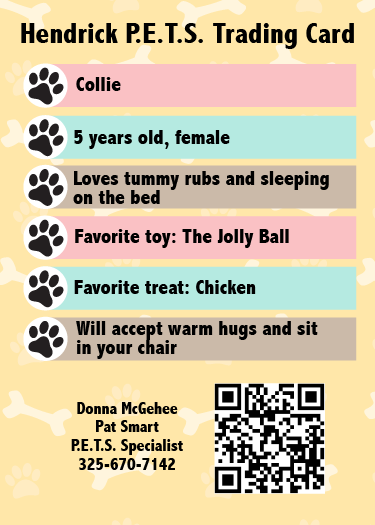 Hendrick P.E.T.S. Trading Card
Collie
5 years old, female
Loves tummy rubs and sleeping
on the bed
Favorite toy: The Jolly Ball
Favorite treat: Chicken
Will accept warm hugs and sit
in your chair
Donna McGehee
Pat Smart
P.E.T.S. Specialist
325-670-7142